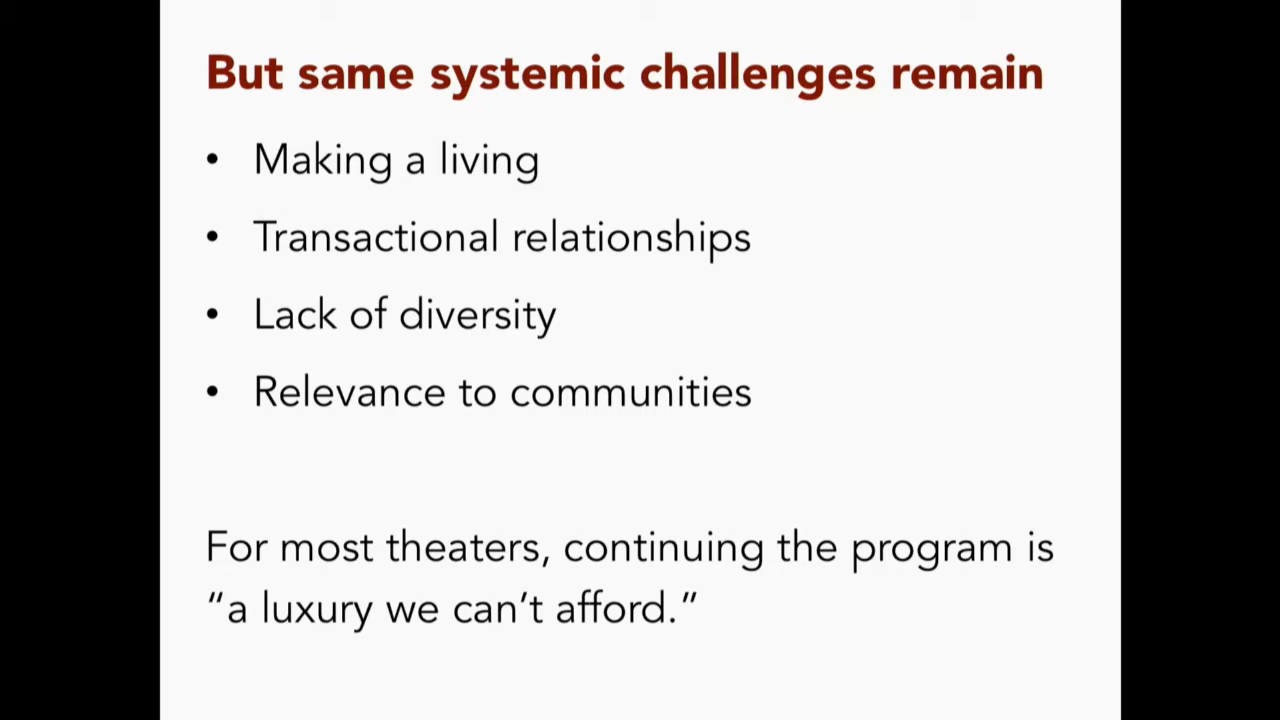 But same systemic challenges remain
• Making a living
• Transactional relationships
• Lack of diversity
• Relevance to communities
For most theaters, continuing the program is
“a luxury we can’t afford.”